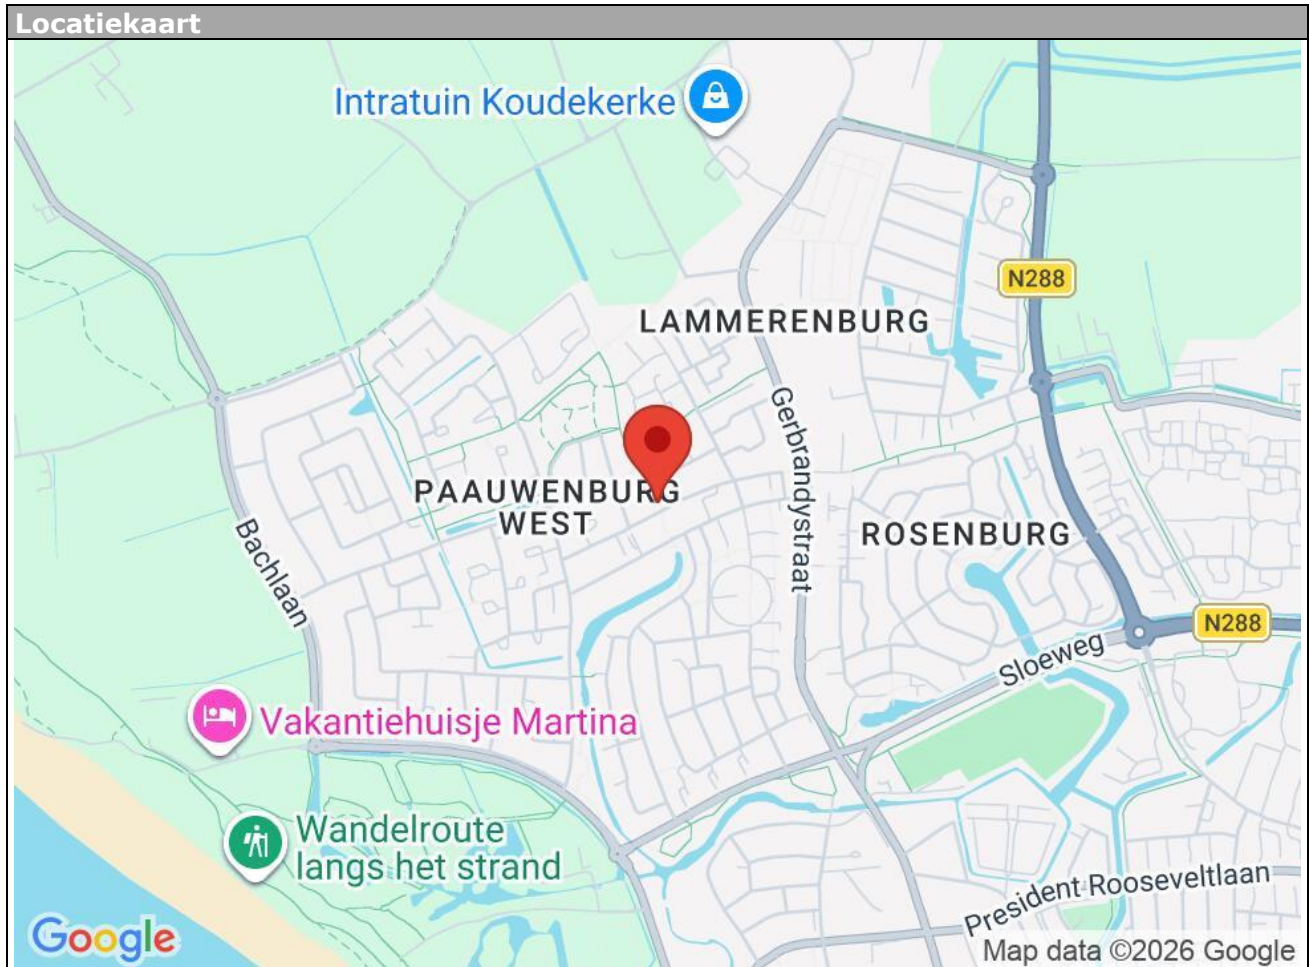 Locatiekaart
Intratuin Koudekerke
N288
LAMMERENBURG
Gerbrandystraat
PAAUWENBURG
WEST
ROSENBURG
Bachlaan
N288
Sloeweg
Vakantiehuisje Martina
Wandelroute
langs het strand
President Rooseveltlaan
Google
Map data ©2026 Google